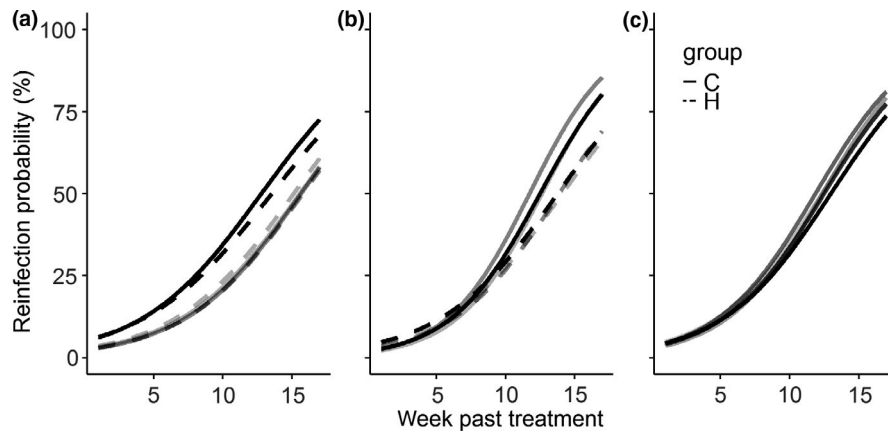 (a)
(b)
(c)
Reinfection probability (%)
100
75
50
25
0
group
C
H
5 10 15
5 10 15
5 10 15
Week past treatment